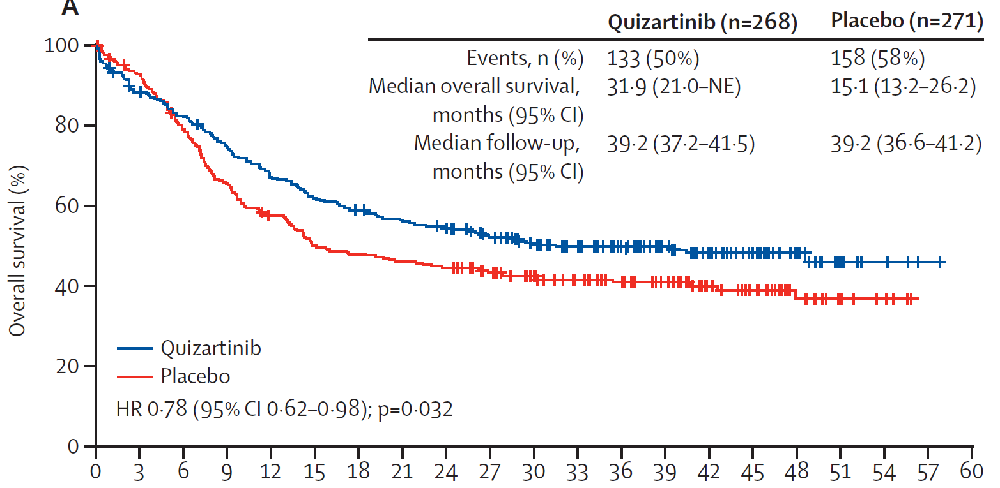 A
Quizartinib (n=268) Placebo (n=271)
Events, n (%) 133 (50%) 158 (58%)
Median overall survival, 31·9 (21·0–NE) 15·1 (13·2–26·2)
months (95% CI)
Median follow-up, 39·2 (37·2–41·5) 39·2 (36·6–41·2)
months (95% CI)
Overall survival (%)
100
80
60
40
20
0
Quizartinib
Placebo
HR 0·78 (95% CI 0·62–0·98); p=0·032
0 3 6 9 12 15 18 21 24 27 30 33 36 39 42 45 48 51 54 57 60